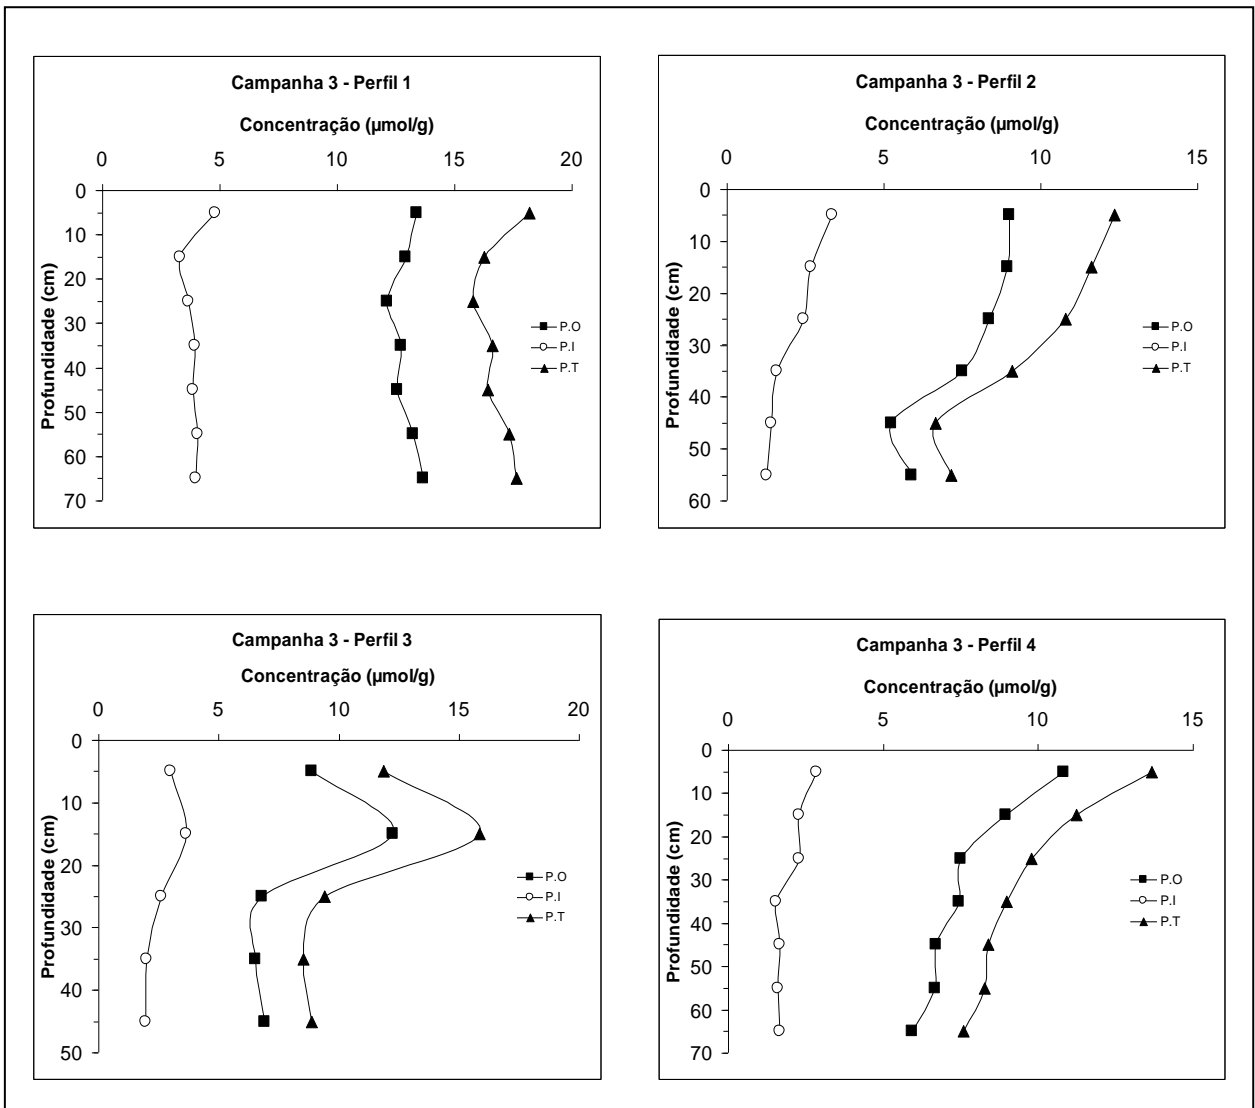 Campanha 3 - Perfil 1
Concentração (µmol/g)
0 5 10 15 20
0
10
20
30
40
50
60
70
Profundidade (cm)
P.O
P.I
P.T
Campanha 3 - Perfil 2
Concentração (µmol/g)
0 5 10 15
0
10
20
30
40
50
60
Profundidade (cm)
P.O
P.I
P.T
Campanha 3 - Perfil 3
Concentração (µmol/g)
0 5 10 15 20
0
10
20
30
40
50
Profundidade (cm)
P.O
P.I
P.T
Campanha 3 - Perfil 4
Concentração (µmol/g)
0 5 10 15
0
10
20
30
40
50
60
70
Profundidade (cm)
P.O
P.I
P.T